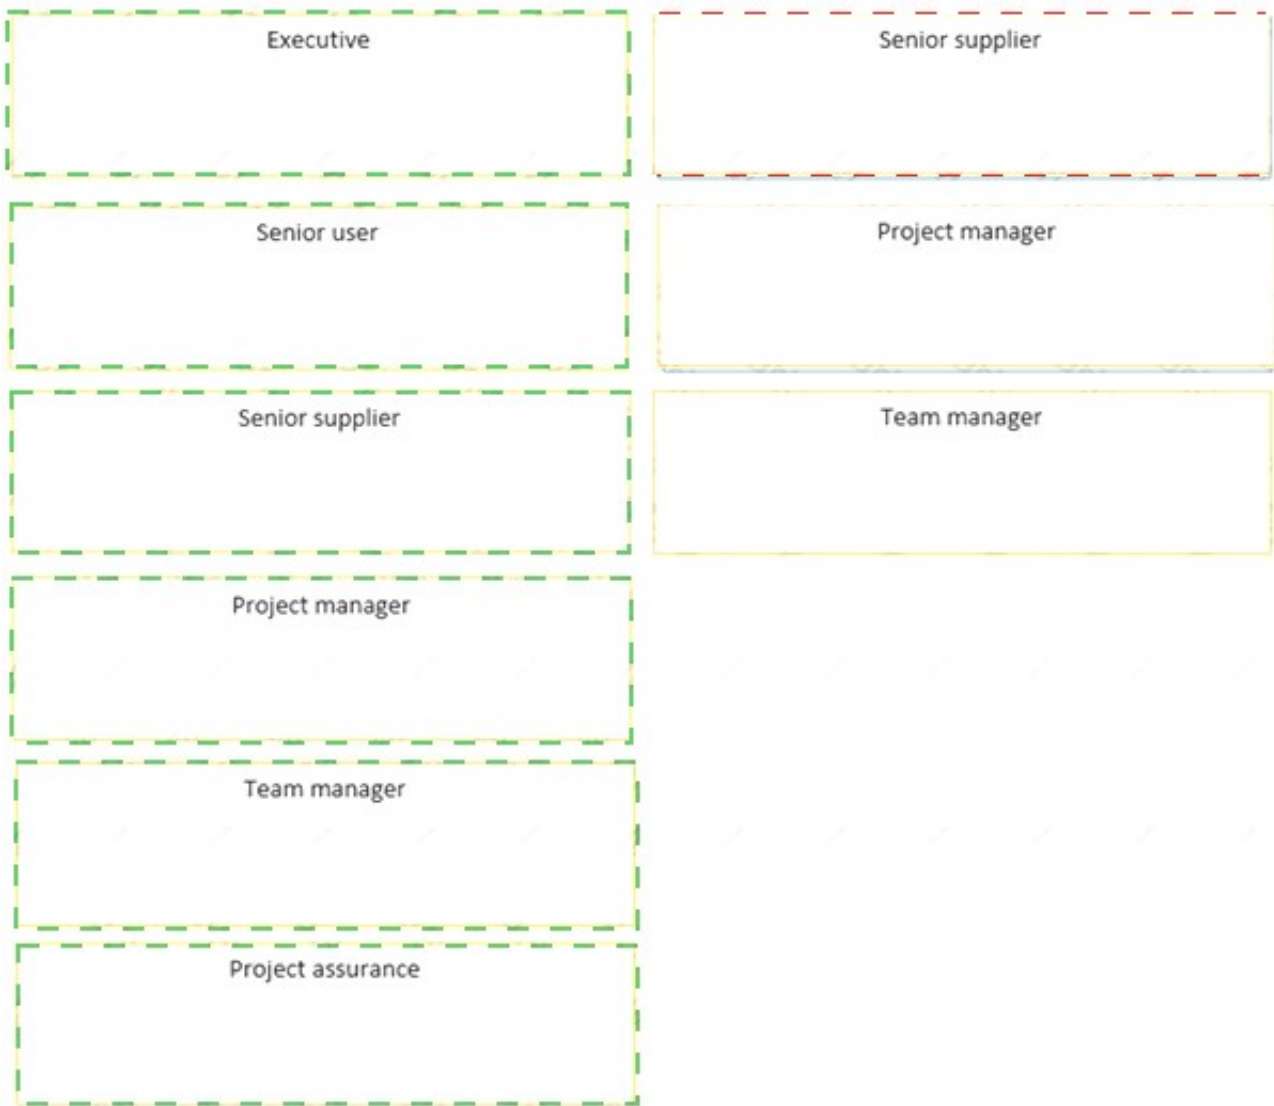 Executive
Senior supplier
Senior user
Project manager
Senior supplier
Team manager
Project manager
Team manager
Project assurance